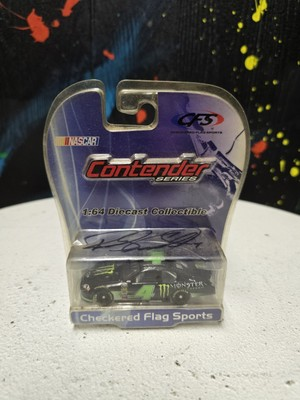 NASCAR
CFS
Contender
SERIES
1:64 Diecast Collectible
4
MONSTER
Checkered Flag Sports